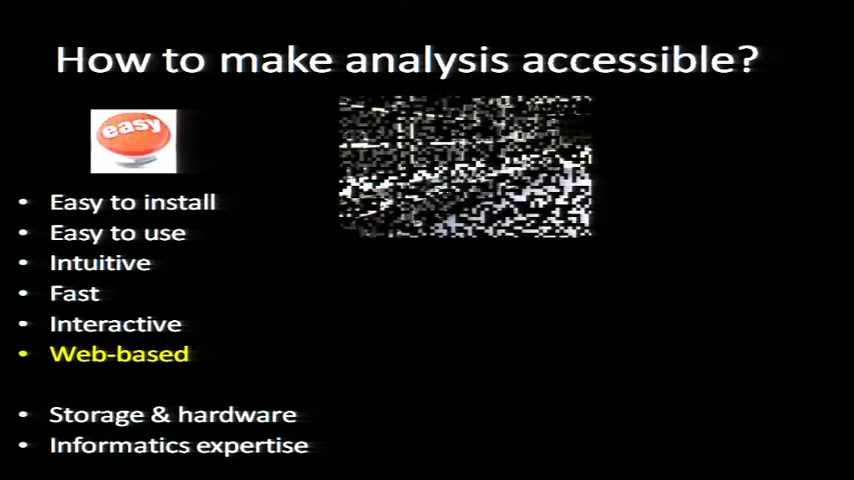 How to make analysis accessible?
easy
• Easy to install
• Easy to use
• Intuitive
• Fast
• Interactive
• Web-based
• Storage & hardware
• Informatics expertise